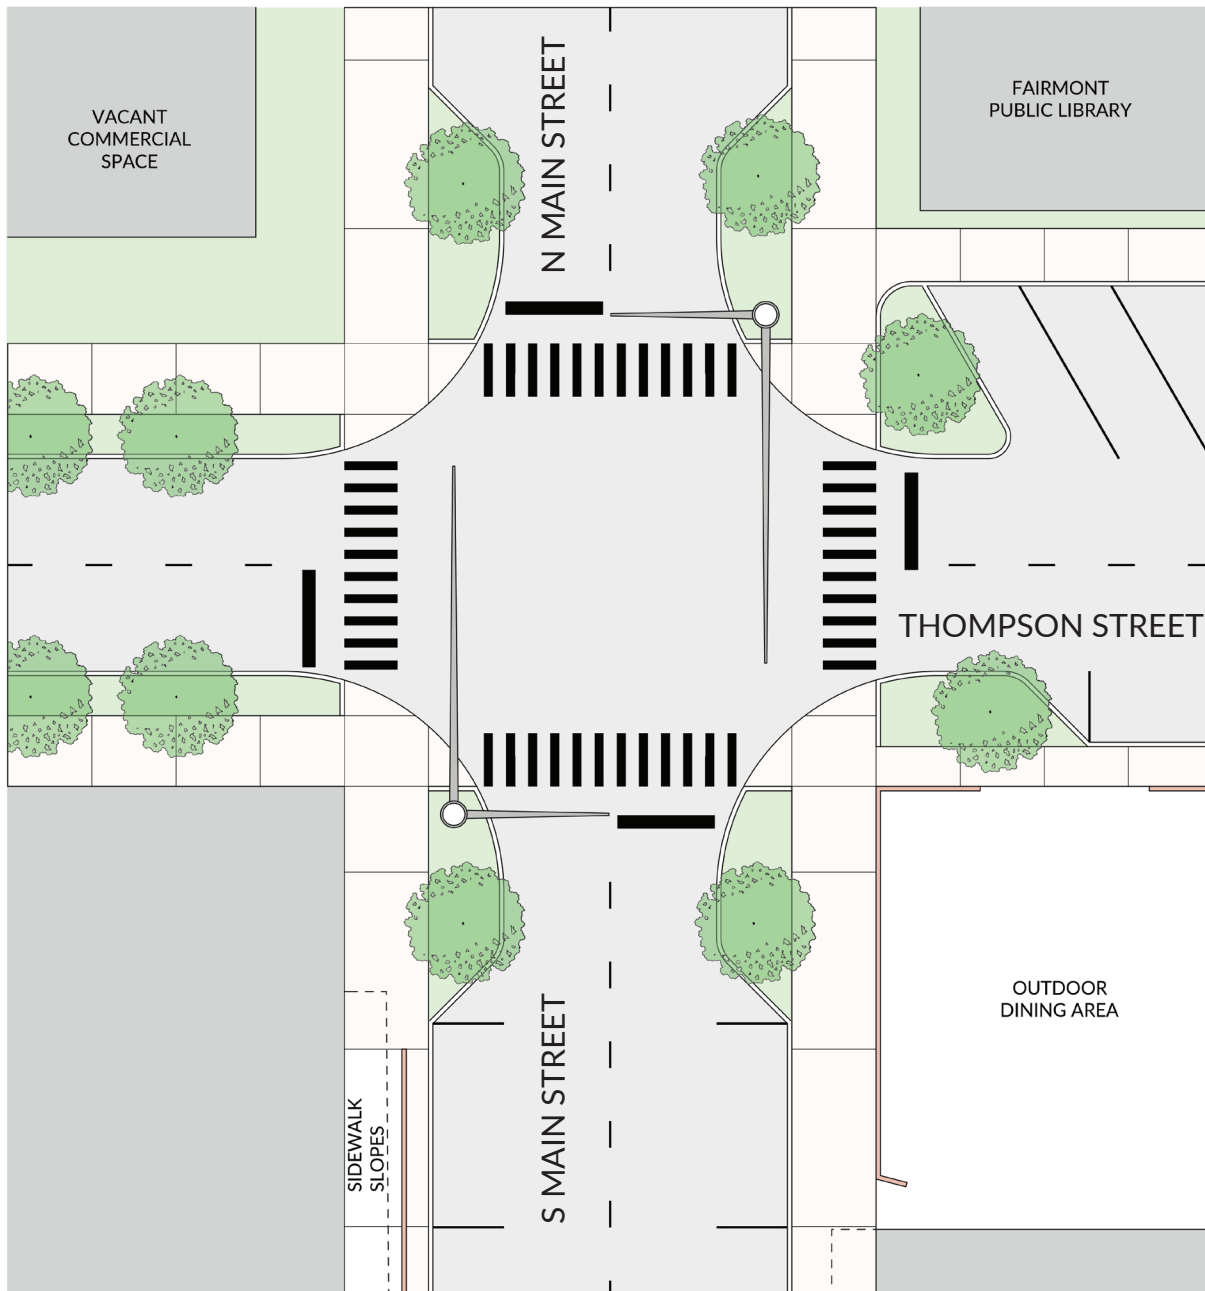 VACANT
COMMERCIAL
SPACE
N MAIN STREET
FAIRMONT
PUBLIC LIBRARY
THOMPSON STREET
OUTDOOR
DINING AREA
S MAIN STREET
SIDEWALK
SLOPES